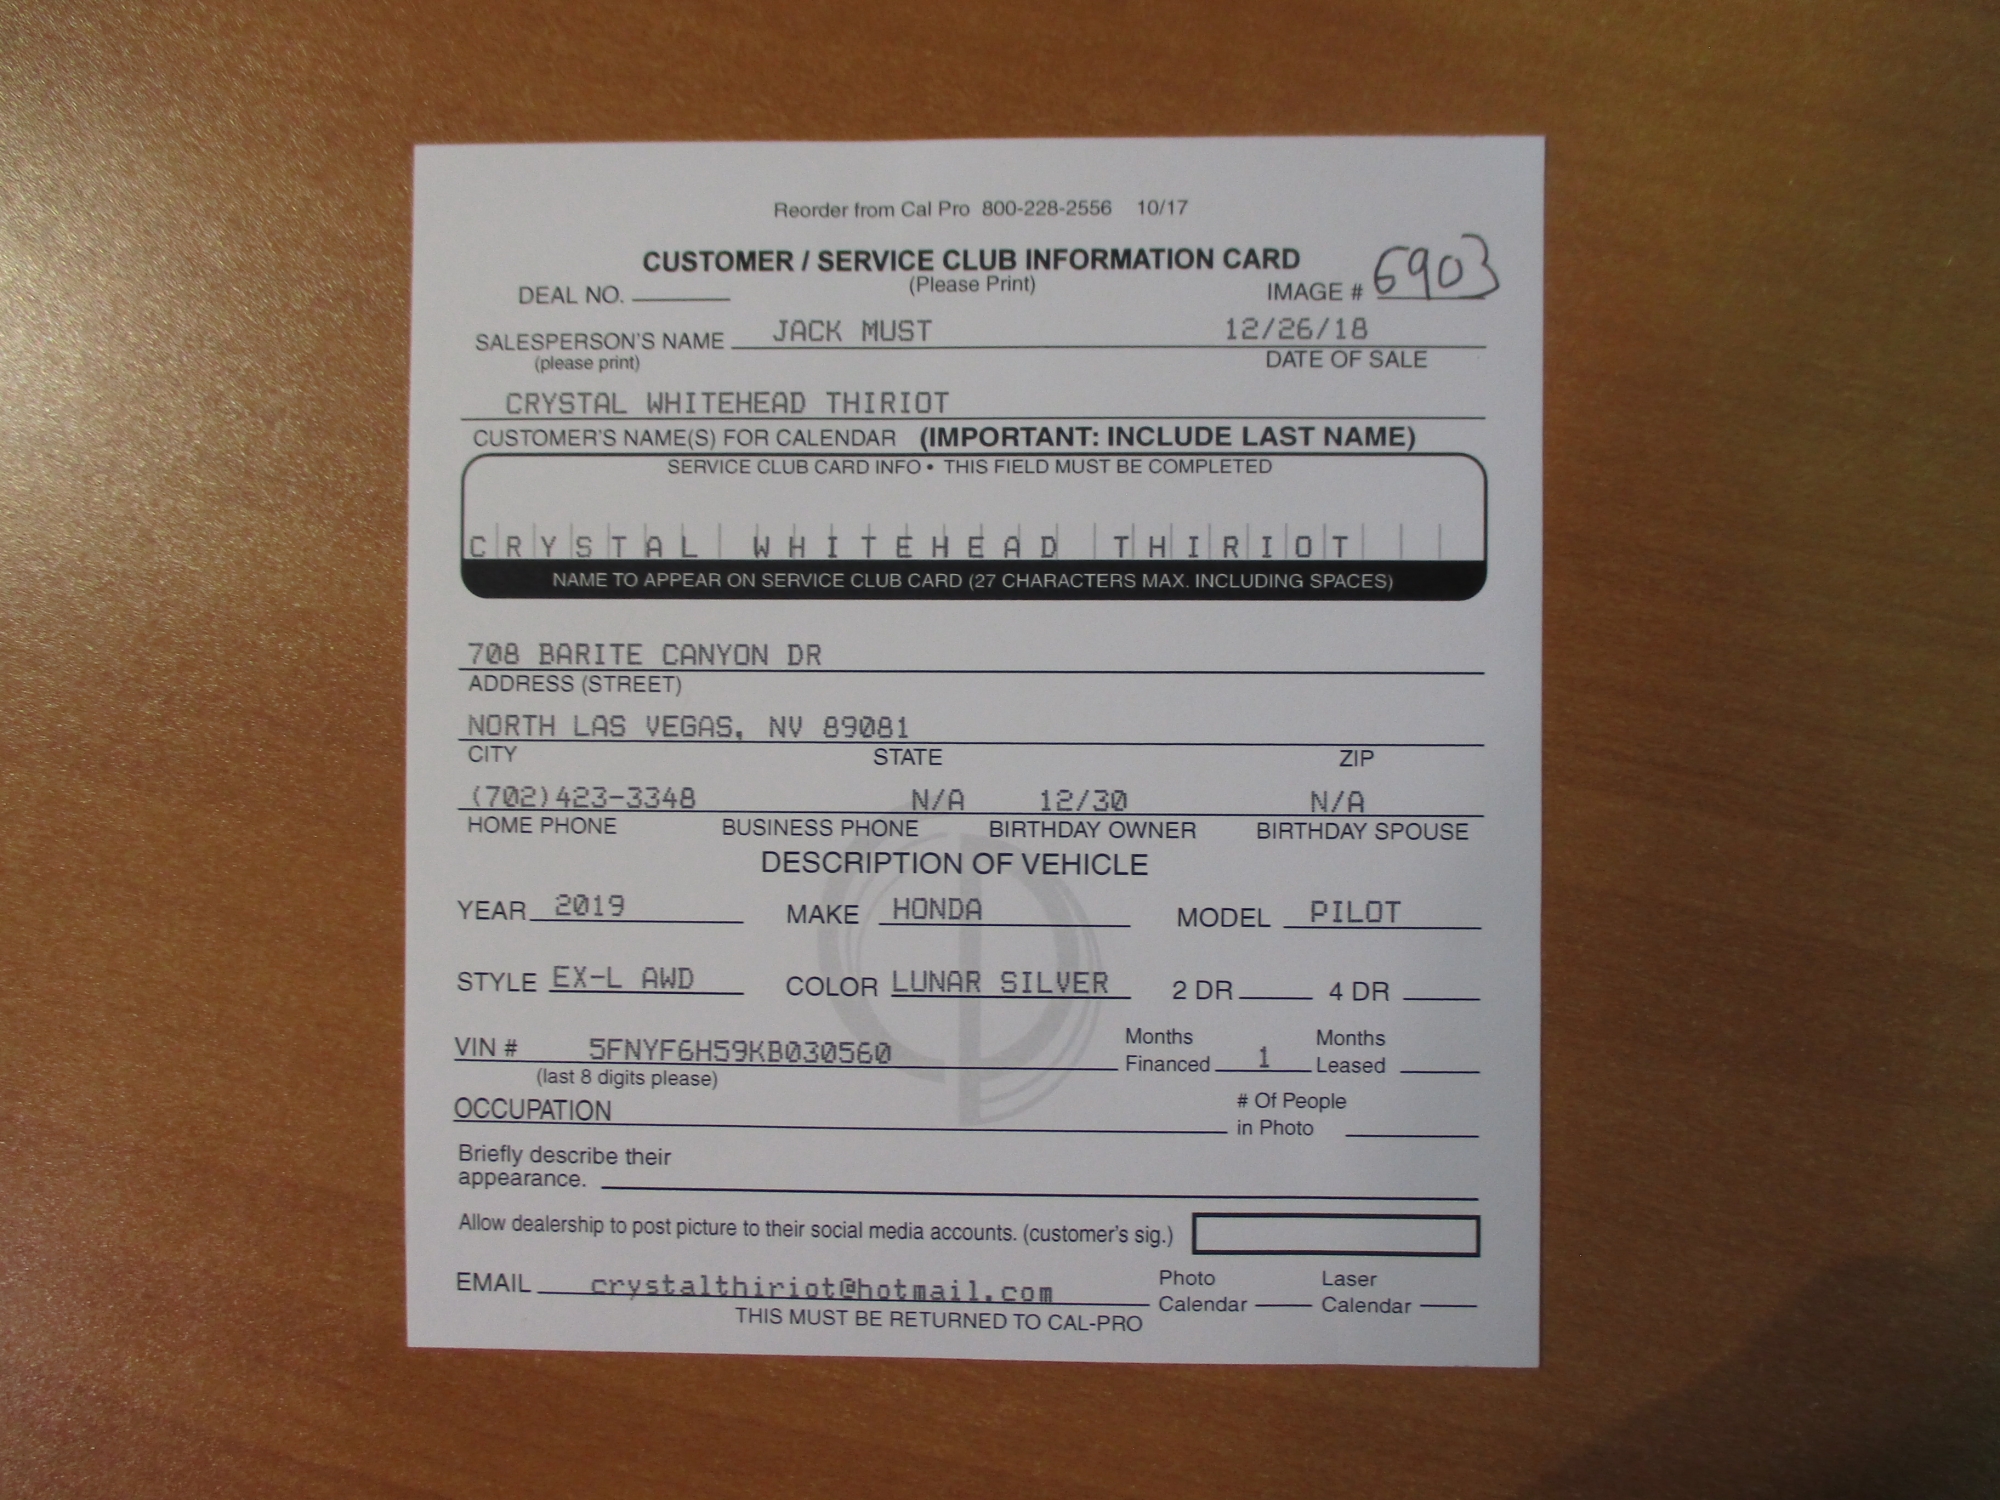 Reorder from Cal Pro 800-228-2556 10/17
CUSTOMER / SERVICE CLUB INFORMATION CARD
(Please Print)
DEAL NO. IMAGE # 6903
SALESPERSON'S NAME JACK MUST 12/26/18
(please print) DATE OF SALE
CRYSTAL WHITEHEAD THIRIOT
CUSTOMER'S NAME(S) FOR CALENDAR (IMPORTANT: INCLUDE LAST NAME)
SERVICE CLUB CARD INFO • THIS FIELD MUST BE COMPLETED
CRYSTAL WHITEHEAD THIRIOT
NAME TO APPEAR ON SERVICE CLUB CARD (27 CHARACTERS MAX. INCLUDING SPACES)
708 BARITE CANYON DR
ADDRESS (STREET)
NORTH LAS VEGAS, NV 89081
CITY STATE ZIP
(702)423-3348 N/A 12/30 N/A
HOME PHONE BUSINESS PHONE BIRTHDAY OWNER BIRTHDAY SPOUSE
DESCRIPTION OF VEHICLE
YEAR 2019 MAKE HONDA MODEL PILOT
STYLE EX-L AWD COLOR LUNAR SILVER 2 DR 4 DR
VIN # 5FNYF6H59KB030560 Months Financed 1 Months Leased
(last 8 digits please)
OCCUPATION # Of People in Photo
Briefly describe their
appearance.
Allow dealership to post picture to their social media accounts. (customer's sig.)
EMAIL crystalthiriot@hotmail.com Photo Calendar Laser Calendar
THIS MUST BE RETURNED TO CAL-PRO